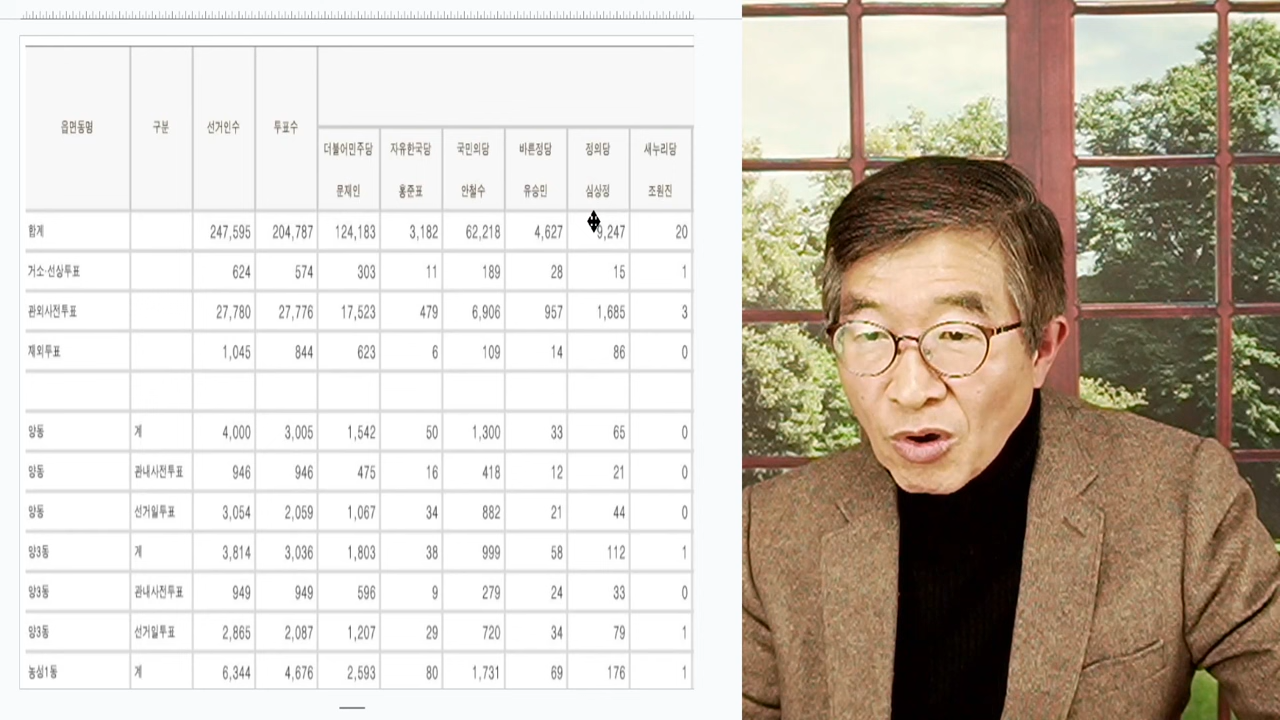 읍면동명 구분 선거인수 투표수
더불어민주당 자유한국당 국민의당 바른정당 정의당 새누리당
문재인 홍준표 안철수 유승민 심상정 조원진
합계 247,595 204,787 124,183 3,182 62,218 4,627 9,247 20
거소·선상투표 624 574 303 11 189 28 15 1
관외사전투표 27,780 27,776 17,523 479 6,906 957 1,685 3
재외투표 1,045 844 623 6 109 14 86 0
양동 계 4,000 3,005 1,542 50 1,300 33 65 0
양동 관내사전투표 946 946 475 16 418 12 21 0
양동 선거일투표 3,054 2,059 1,067 34 882 21 44 0
양3동 계 3,814 3,036 1,803 38 999 58 112 1
양3동 관내사전투표 949 949 596 9 279 24 33 0
양3동 선거일투표 2,865 2,087 1,207 29 720 34 79 1
농성1동 계 6,344 4,676 2,593 80 1,731 69 176 1